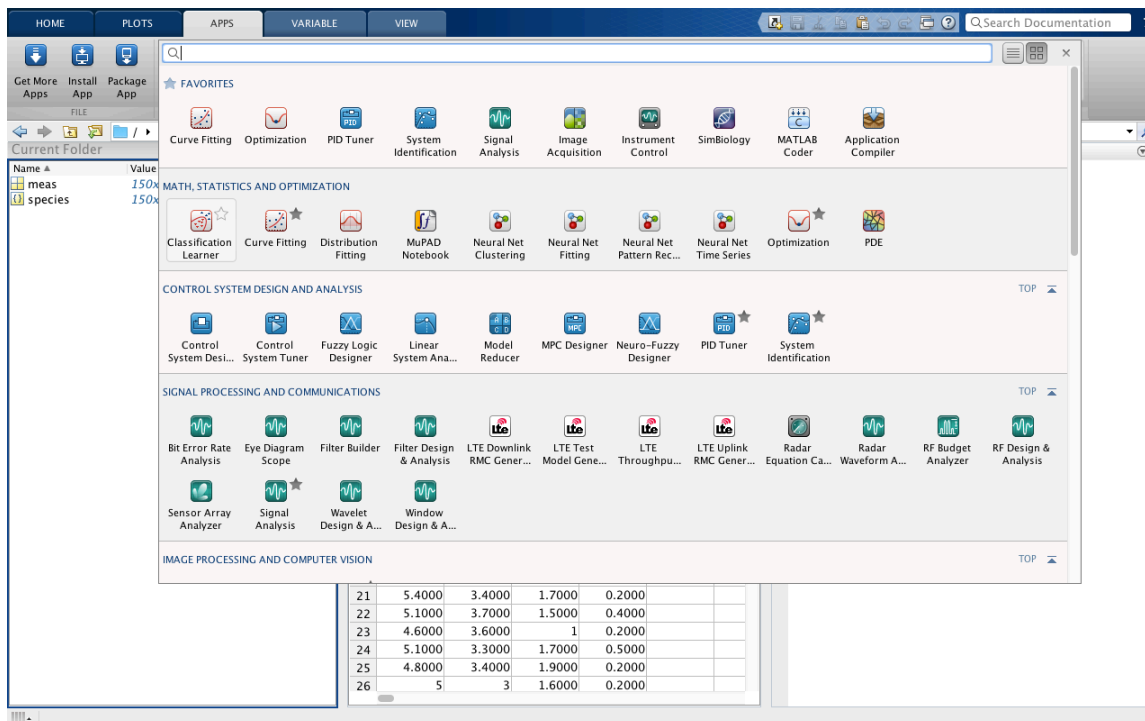 HOME PLOTS APPS VARIABLE VIEW
Search Documentation
Get More Apps
Install App
Package App
FILE
/
Current Folder
Name Value
meas 150x
species 150x
FAVORITES
Curve Fitting
Optimization
PID Tuner
System Identification
Signal Analysis
Image Acquisition
Instrument Control
SimBiology
MATLAB Coder
Application Compiler
MATH, STATISTICS AND OPTIMIZATION
Classification Learner
Curve Fitting
Distribution Fitting
MuPAD Notebook
Neural Net Clustering
Neural Net Fitting
Neural Net Pattern Rec...
Neural Net Time Series
Optimization
PDE
CONTROL SYSTEM DESIGN AND ANALYSIS TOP
Control System Desi...
Control System Tuner
Fuzzy Logic Designer
Linear System Ana...
Model Reducer
MPC Designer
Neuro-Fuzzy Designer
PID Tuner
System Identification
SIGNAL PROCESSING AND COMMUNICATIONS TOP
Bit Error Rate Analysis
Eye Diagram Scope
Filter Builder
Filter Design & Analysis
LTE Downlink RMC Gener...
LTE Test Model Gene...
LTE Throughpu...
LTE Uplink RMC Gener...
Radar Equation Ca...
Radar Waveform A...
RF Budget Analyzer
RF Design & Analysis
Sensor Array Analyzer
Signal Analysis
Wavelet Design & A...
Window Design & A...
IMAGE PROCESSING AND COMPUTER VISION TOP
21 5.4000 3.4000 1.7000 0.2000
22 5.1000 3.7000 1.5000 0.4000
23 4.6000 3.6000 1 0.2000
24 5.1000 3.3000 1.7000 0.5000
25 4.8000 3.4000 1.9000 0.2000
26 5 3 1.6000 0.2000